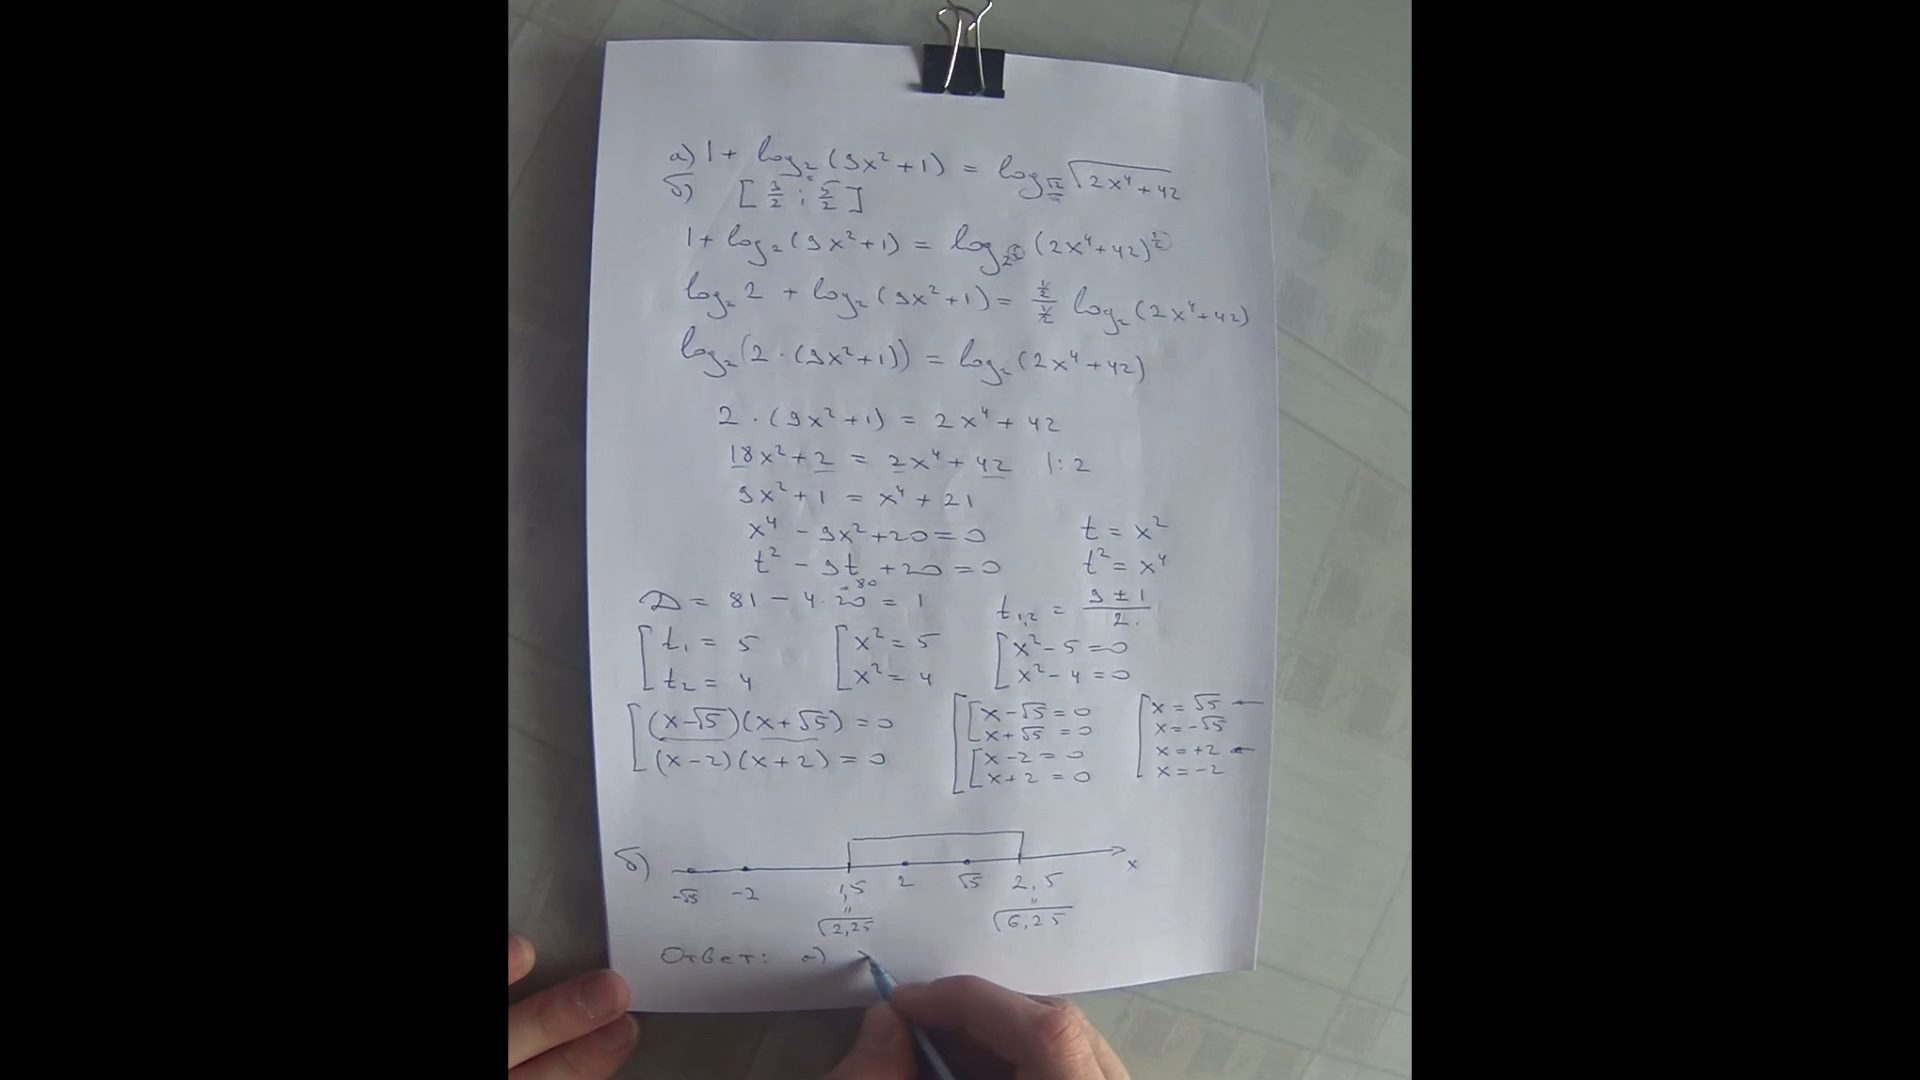 а) 1 + log₂(9x² + 1) = log_√2 √(2x⁴ + 42)
б) [3/2 ; 5/2]
1 + log₂(9x² + 1) = log_2^(1/2) (2x⁴ + 42)^(1/2)
log₂ 2 + log₂(9x² + 1) = (1/2)/(1/2) log₂(2x⁴ + 42)
log₂(2 · (9x² + 1)) = log₂(2x⁴ + 42)
2 · (9x² + 1) = 2x⁴ + 42
18x² + 2 = 2x⁴ + 42 |: 2
9x² + 1 = x⁴ + 21
x⁴ - 9x² + 20 = 0 t = x²
t² - 9t + 20 = 0 t² = x⁴
= 80
D = 81 - 4·20 = 1 t₁,₂ = (9 ± 1)/2
[ t₁ = 5 [ x² = 5 [ x² - 5 = 0
t₂ = 4 x² = 4 x² - 4 = 0
[ (x - √5)(x + √5) = 0 [ [ x - √5 = 0 [ x = √5 ←
x + √5 = 0 x = -√5
(x - 2)(x + 2) = 0 [ x - 2 = 0 x = +2 ←
x + 2 = 0 x = -2
б) x
-√5 -2 1,5 2 √5 2,5
= =
√2,25 √6,25
Ответ: а)